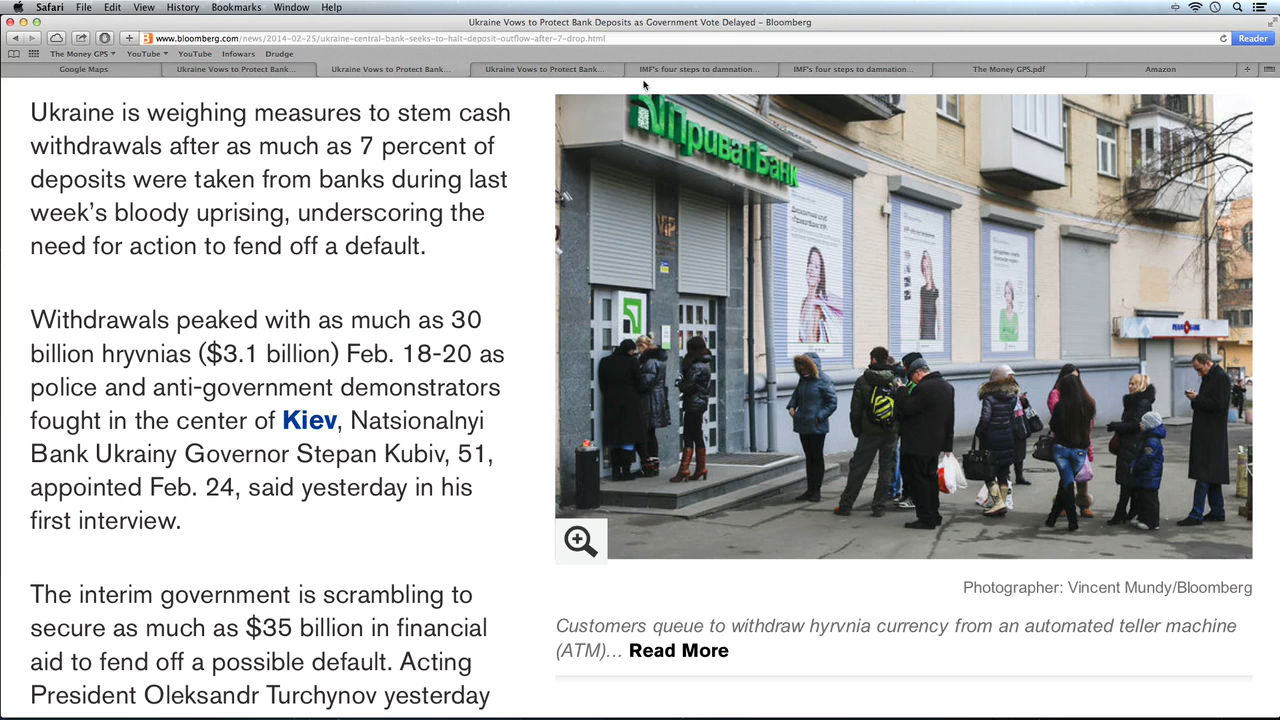 Safari File Edit View History Bookmarks Window Help
Ukraine Vows to Protect Bank Deposits as Government Vote Delayed – Bloomberg
www.bloomberg.com/news/2014-02-25/ukraine-central-bank-seeks-to-halt-deposit-outflow-after-7-drop.html
Reader
The Money GPS YouTube YouTube Infowars Drudge
Google Maps Ukraine Vows to Protect Bank... Ukraine Vows to Protect Bank... Ukraine Vows to Protect Bank... IMF's four steps to damnation... IMF's four steps to damnation... The Money GPS.pdf Amazon
Ukraine is weighing measures to stem cash
withdrawals after as much as 7 percent of
deposits were taken from banks during last
week’s bloody uprising, underscoring the
need for action to fend off a default.
Withdrawals peaked with as much as 30
billion hryvnias ($3.1 billion) Feb. 18-20 as
police and anti-government demonstrators
fought in the center of Kiev, Natsionalnyi
Bank Ukrainy Governor Stepan Kubiv, 51,
appointed Feb. 24, said yesterday in his
first interview.
The interim government is scrambling to
secure as much as $35 billion in financial
aid to fend off a possible default. Acting
President Oleksandr Turchynov yesterday
ПриватБанк
VIP
Photographer: Vincent Mundy/Bloomberg
Customers queue to withdraw hyrvnia currency from an automated teller machine
(ATM)... Read More